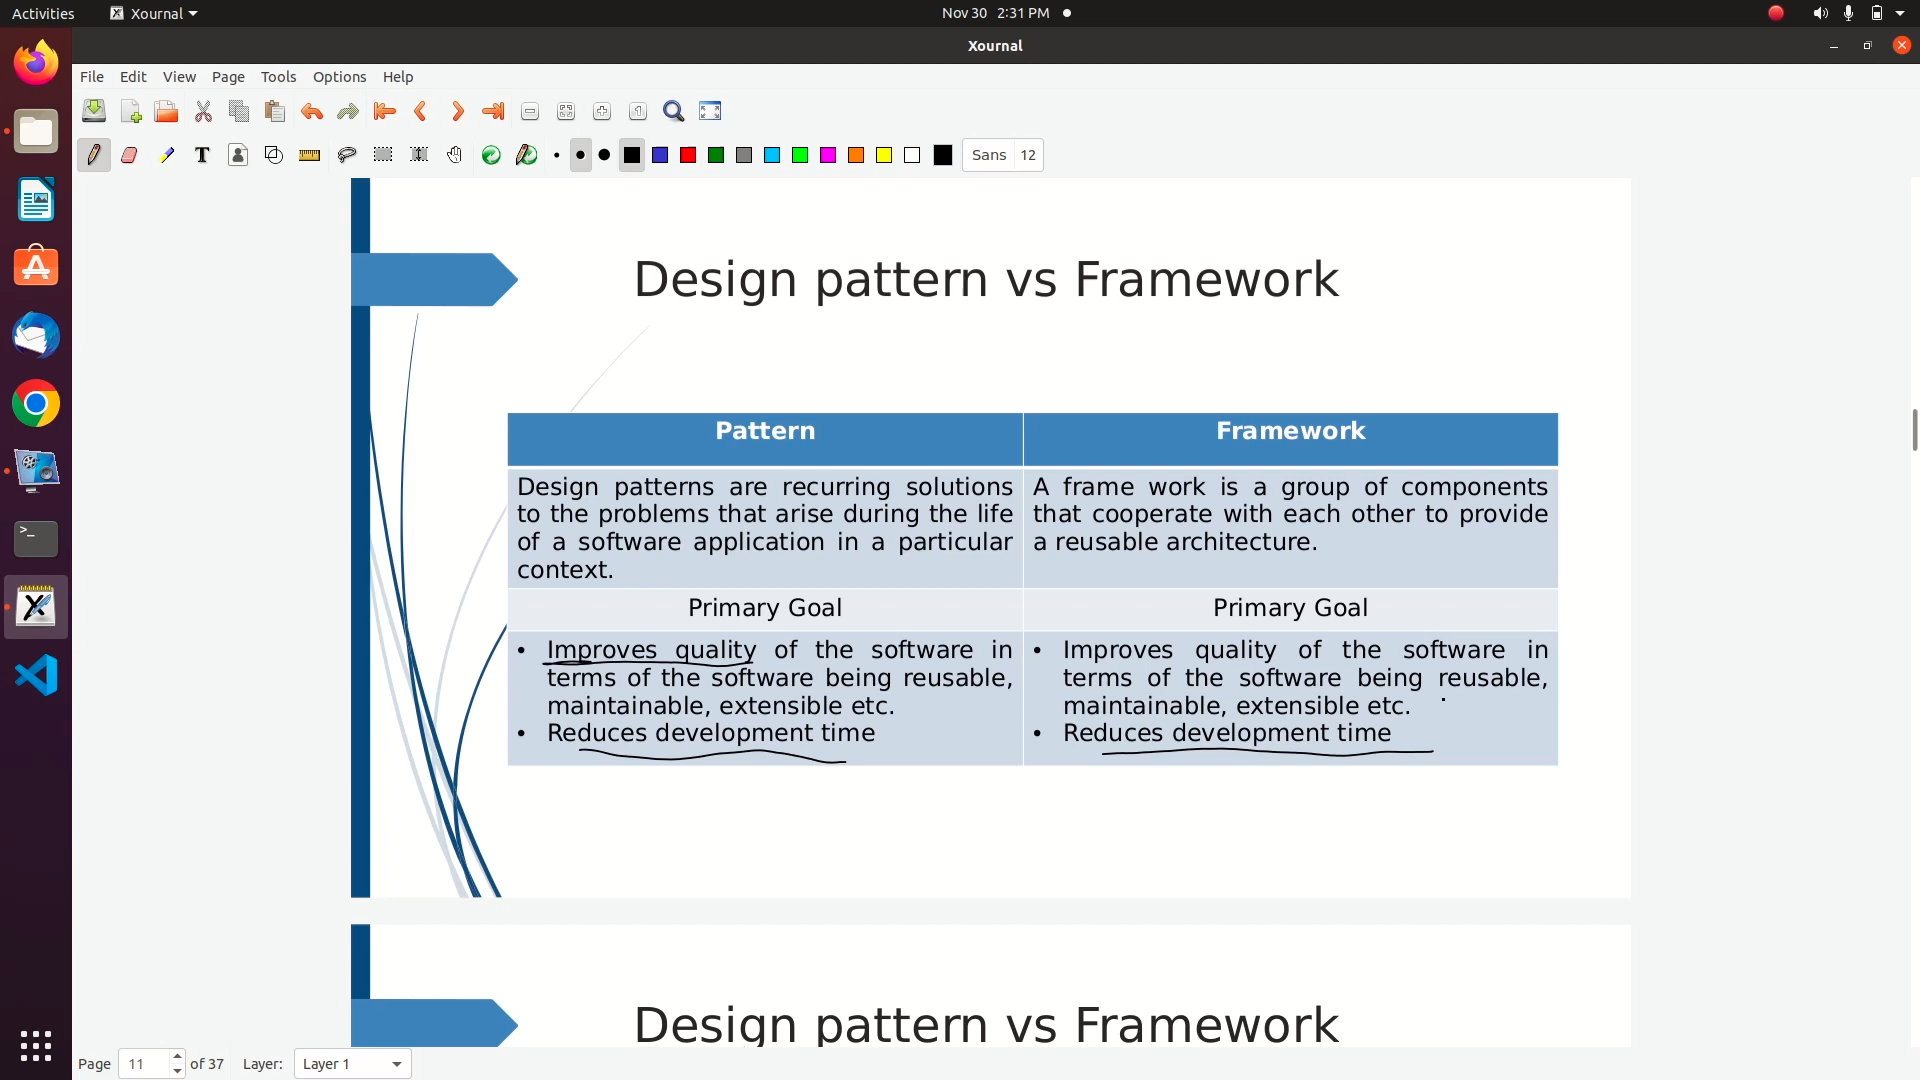 Activities
Xournal
Nov 30 2:31 PM
Xournal
File Edit View Page Tools Options Help
T
Sans 12
Design pattern vs Framework
Pattern
Framework
Design patterns are recurring solutions
to the problems that arise during the life
of a software application in a particular
context.
A frame work is a group of components
that cooperate with each other to provide
a reusable architecture.
Primary Goal
Primary Goal
• Improves quality of the software in
terms of the software being reusable,
maintainable, extensible etc.
• Reduces development time
• Improves quality of the software in
terms of the software being reusable,
maintainable, extensible etc.
• Reduces development time
Design pattern vs Framework
Page 11 of 37 Layer: Layer 1